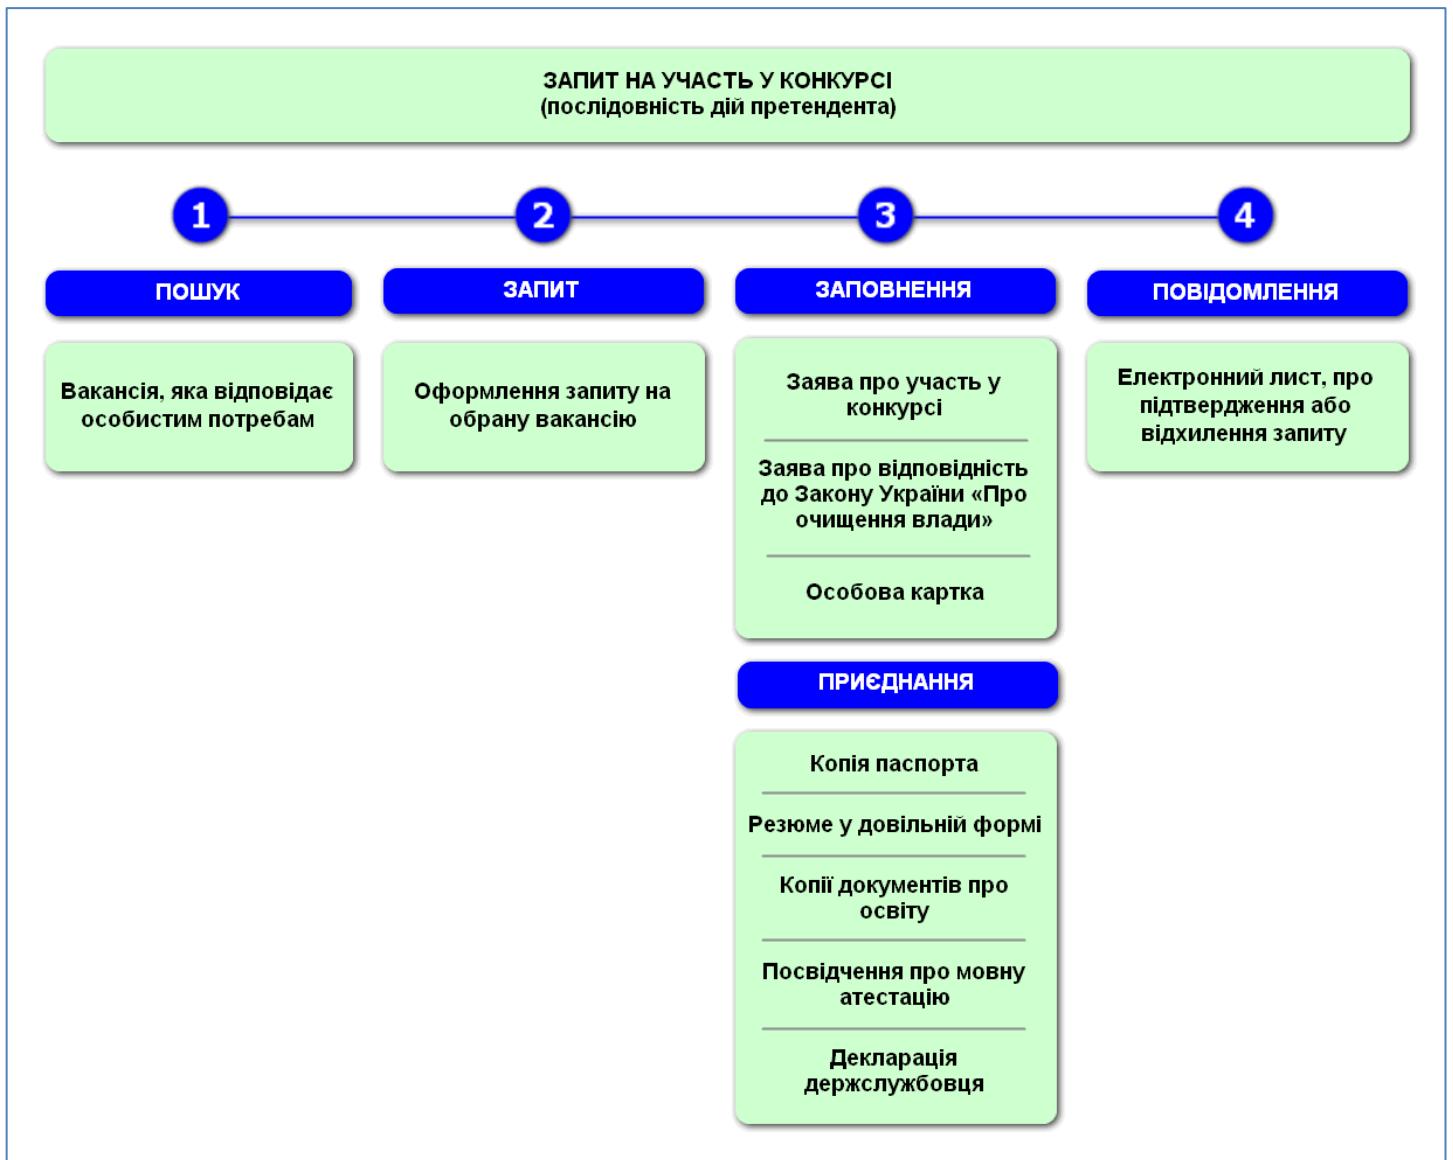 ЗАПИТ НА УЧАСТЬ У КОНКУРСІ
(послідовність дій претендента)
1
2
3
4
ПОШУК
Вакансія, яка відповідає
особистим потребам
ЗАПИТ
Оформлення запиту на
обрану вакансію
ЗАПОВНЕННЯ
Заява про участь у
конкурсі
Заява про відповідність
до Закону України «Про
очищення влади»
Особова картка
ПРИЄДНАННЯ
Копія паспорта
Резюме у довільній формі
Копії документів про
освіту
Посвідчення про мовну
атестацію
Декларація
держслужбовця
ПОВІДОМЛЕННЯ
Електронний лист, про
підтвердження або
відхилення запиту